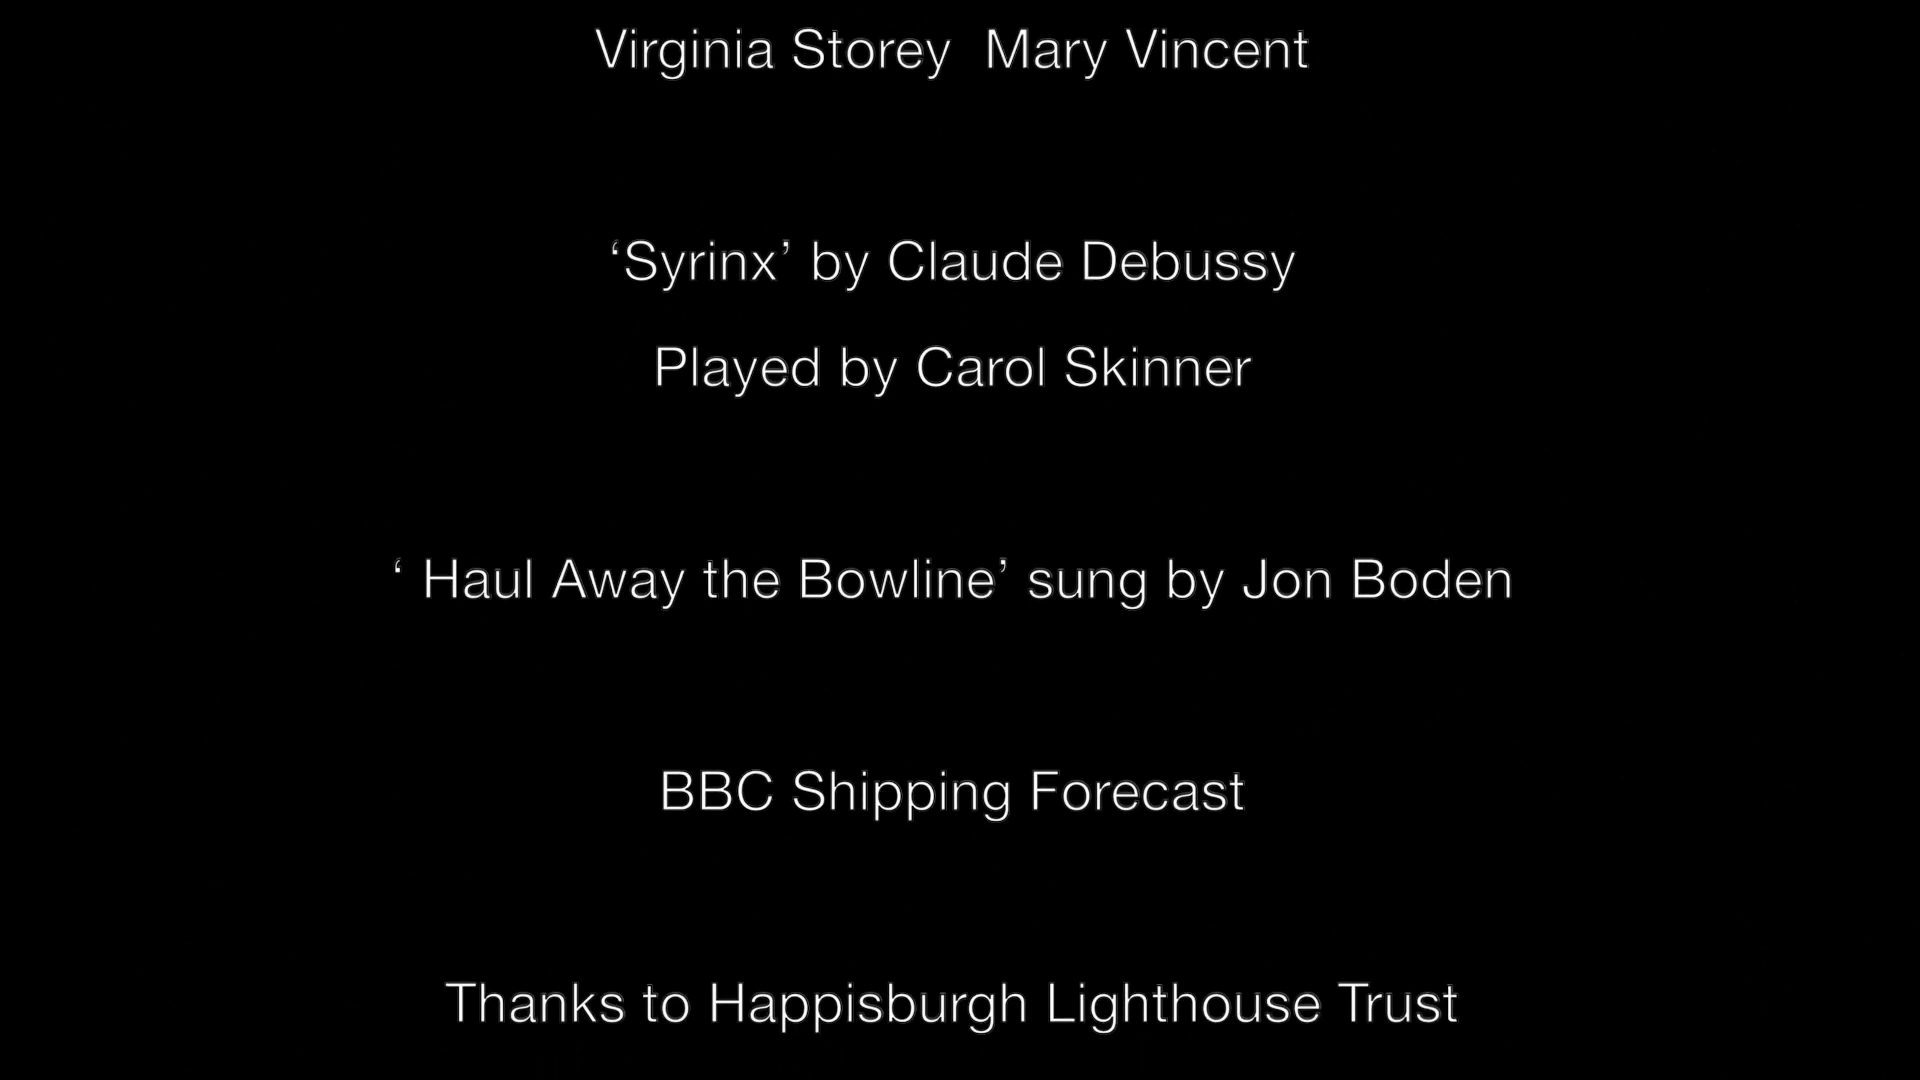 Virginia Storey  Mary Vincent
‘Syrinx’ by Claude Debussy
Played by Carol Skinner
‘ Haul Away the Bowline’ sung by Jon Boden
BBC Shipping Forecast
Thanks to Happisburgh Lighthouse Trust